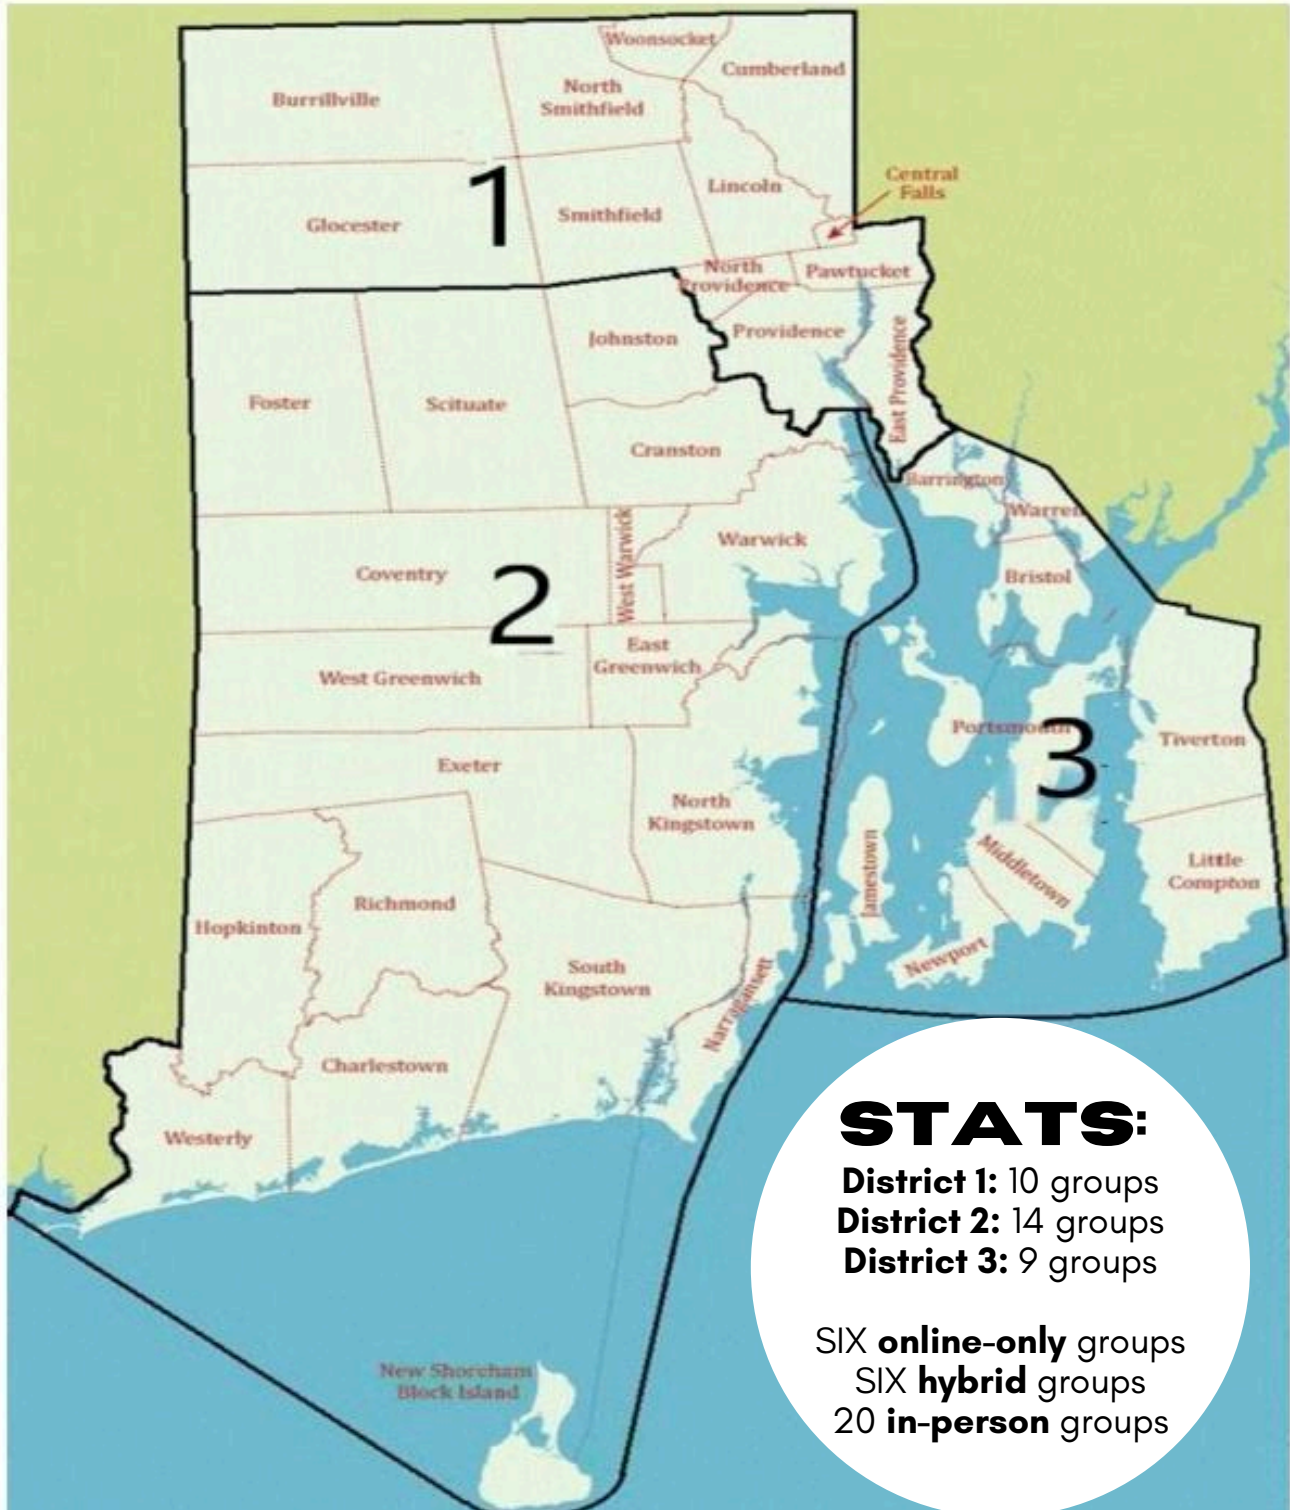 Woonsocket
Cumberland
Burrillville
North
Smithfield
Central
Falls
Lincoln
1
Glocester
Smithfield
North
Providence
Pawtucket
Johnston
Providence
East Providence
Foster
Scituate
Cranston
Barrington
Warren
West Warwick
Warwick
Coventry
2
Bristol
East
Greenwich
West Greenwich
Portsmouth
3
Tiverton
Exeter
North
Kingstown
Jamestown
Middletown
Little
Compton
Richmond
Hopkinton
South
Kingstown
Newport
Narragansett
Charlestown
Westerly
New Shoreham
Block Island
STATS:
District 1: 10 groups
District 2: 14 groups
District 3: 9 groups
SIX online-only groups
SIX hybrid groups
20 in-person groups